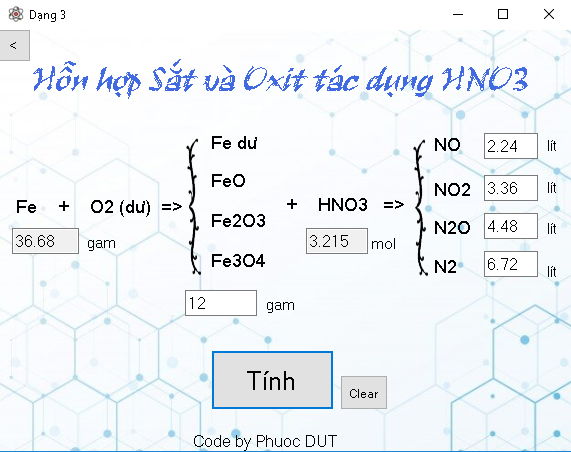 Dạng 3
<
Hỗn hợp Sắt và Oxit tác dụng HNO3
Fe + O2 (dư) =>
36.68 gam
Fe dư
FeO
Fe2O3
Fe3O4
12 gam
+ HNO3 =>
3.215 mol
NO 2.24 lít
NO2 3.36 lít
N2O 4.48 lít
N2 6.72 lít
Tính
Clear
Code by Phuoc DUT